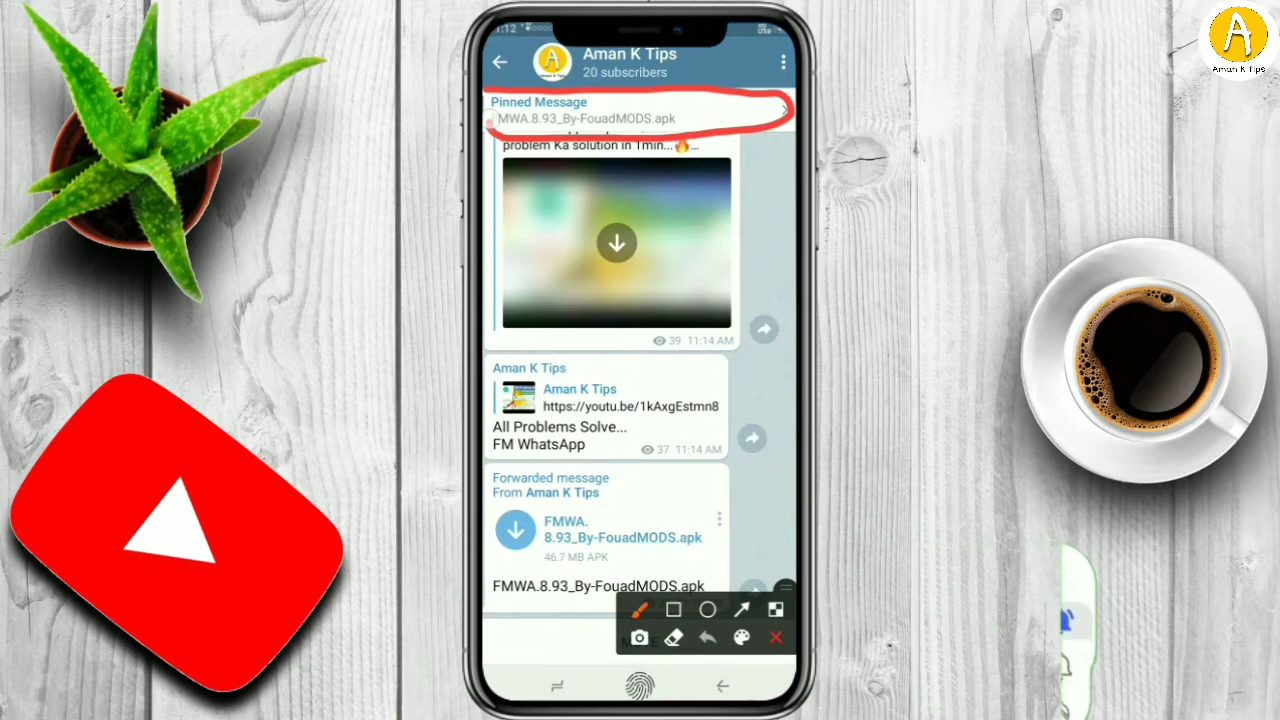 1:12
Aman K Tips
20 subscribers
Pinned Message
FMWA.8.93_By-FouadMODS.apk
problem Ka solution in 1min...🔥...
39 11:14 AM
Aman K Tips
Aman K Tips
https://youtu.be/1kAxgEstmn8
All Problems Solve...
FM WhatsApp
37 11:14 AM
Forwarded message
From Aman K Tips
FMWA.
8.93_By-FouadMODS.apk
46.7 MB APK
FMWA.8.93_By-FouadMODS.apk
A
Aman K Tips